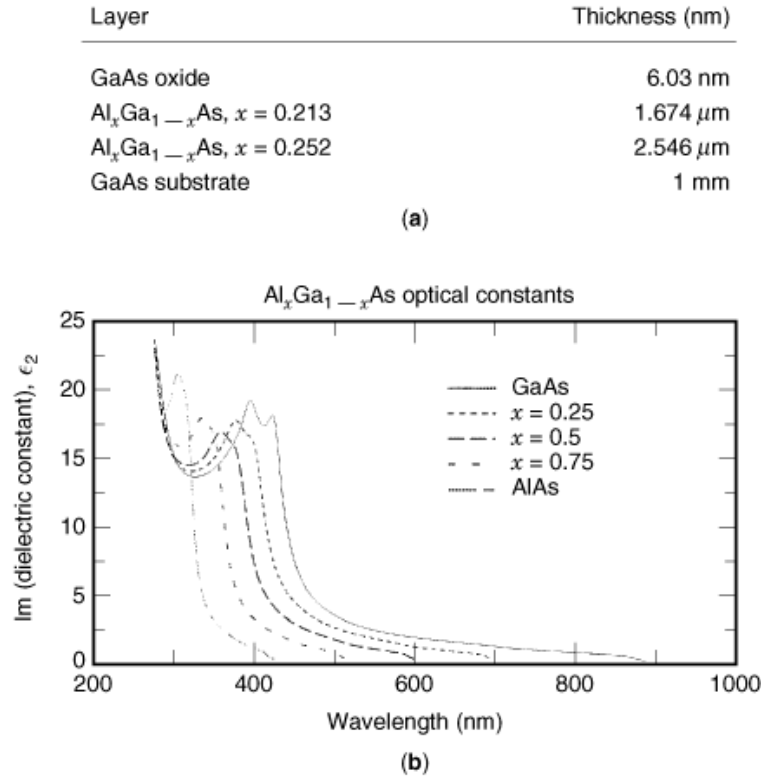 Layer Thickness (nm)
GaAs oxide 6.03 nm
AlₓGa₁₋ₓAs, x = 0.213 1.674 μm
AlₓGa₁₋ₓAs, x = 0.252 2.546 μm
GaAs substrate 1 mm
(a)
AlₓGa₁₋ₓAs optical constants
Im (dielectric constant), ϵ₂
25
20
15
10
5
0
GaAs
x = 0.25
x = 0.5
x = 0.75
AlAs
200 400 600 800 1000
Wavelength (nm)
(b)